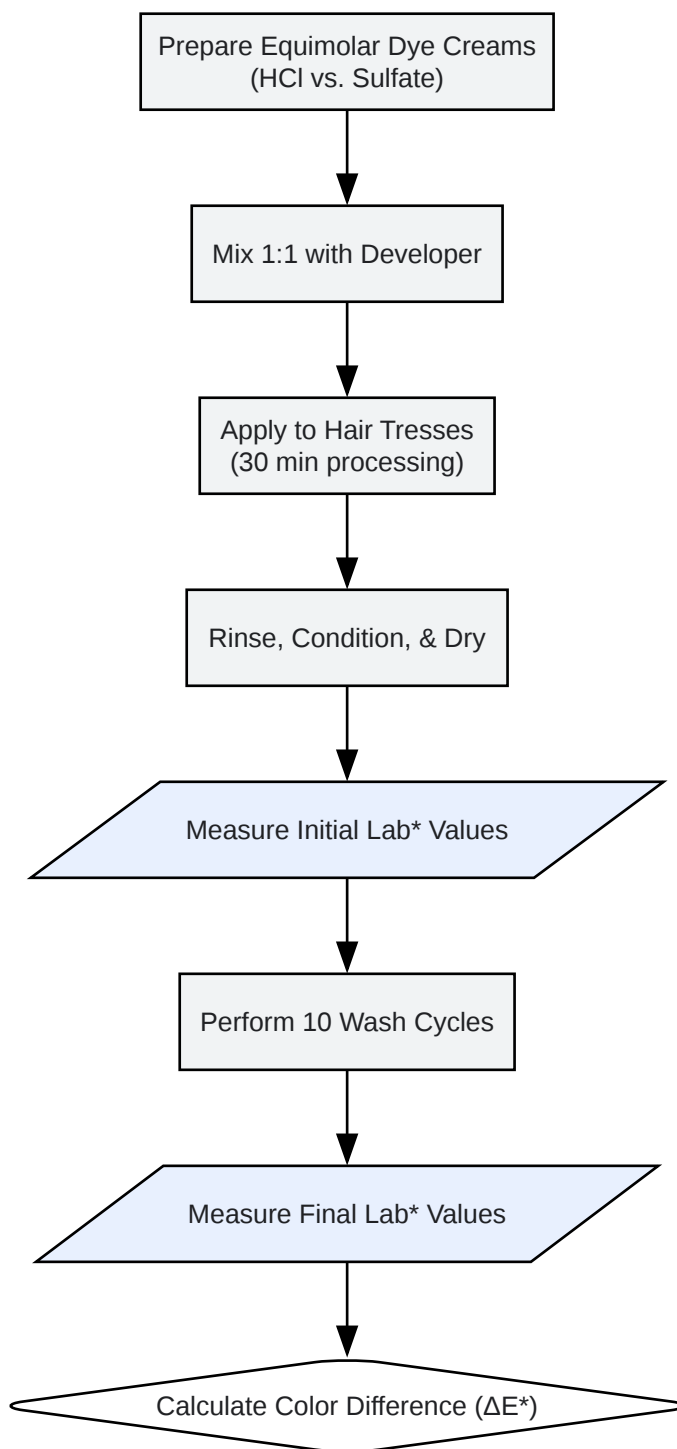 Prepare Equimolar Dye Creams
(HCl vs. Sulfate)
Mix 1:1 with Developer
Apply to Hair Tresses
(30 min processing)
Rinse, Condition, & Dry
Measure Initial Lab* Values
Perform 10 Wash Cycles
Measure Final Lab* Values
Calculate Color Difference (ΔE*)